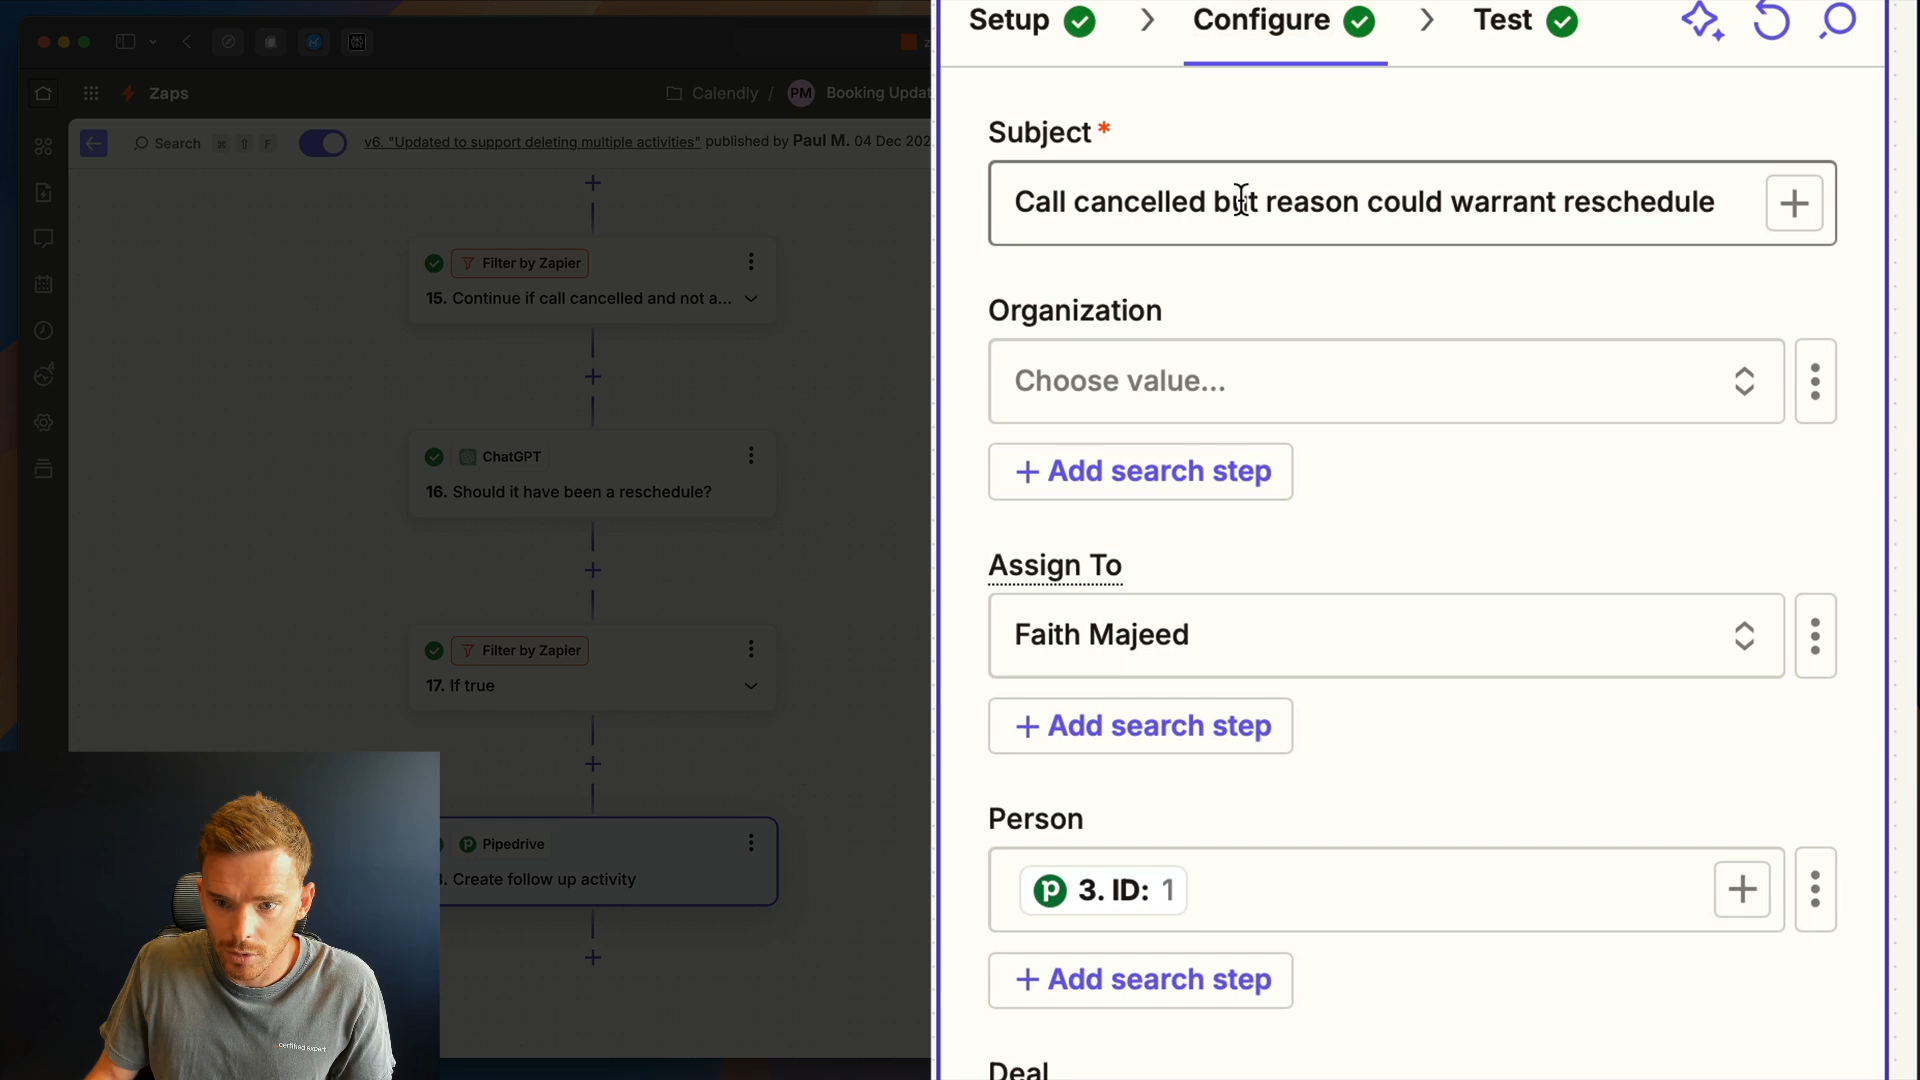 Setup
Configure
Test
Zaps
Calendly / PM Booking Updat
Search ⌘ ⇧ F
v6. "Updated to support deleting multiple activities" published by Paul M. 04 Dec 202
Filter by Zapier
15. Continue if call cancelled and not a...
ChatGPT
16. Should it have been a reschedule?
Filter by Zapier
17. If true
Pipedrive
. Create follow up activity
Subject *
Call cancelled but reason could warrant reschedule
Organization
Choose value...
+ Add search step
Assign To
Faith Majeed
+ Add search step
Person
3. ID: 1
+ Add search step
Deal
certified expert